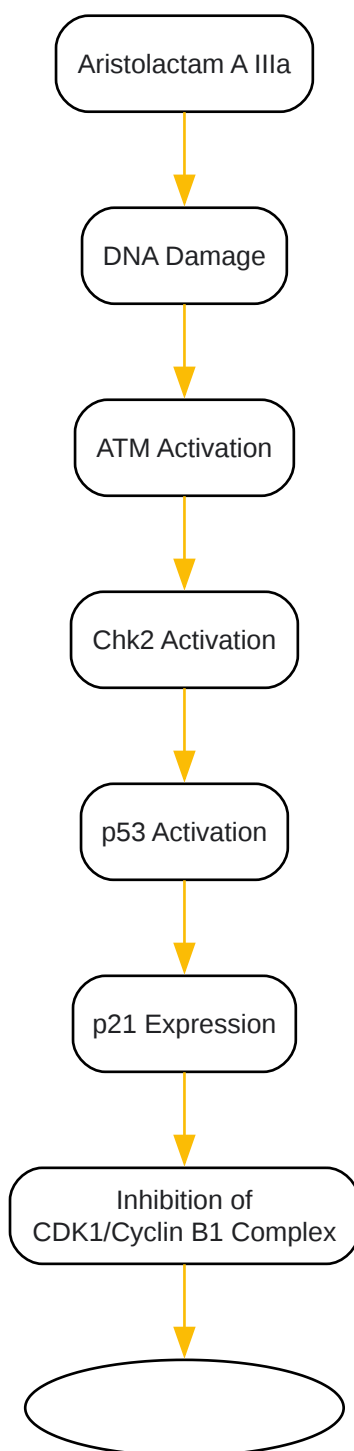 Aristolactam A IIIa
DNA Damage
ATM Activation
Chk2 Activation
p53 Activation
p21 Expression
Inhibition of
CDK1/Cyclin B1 Complex